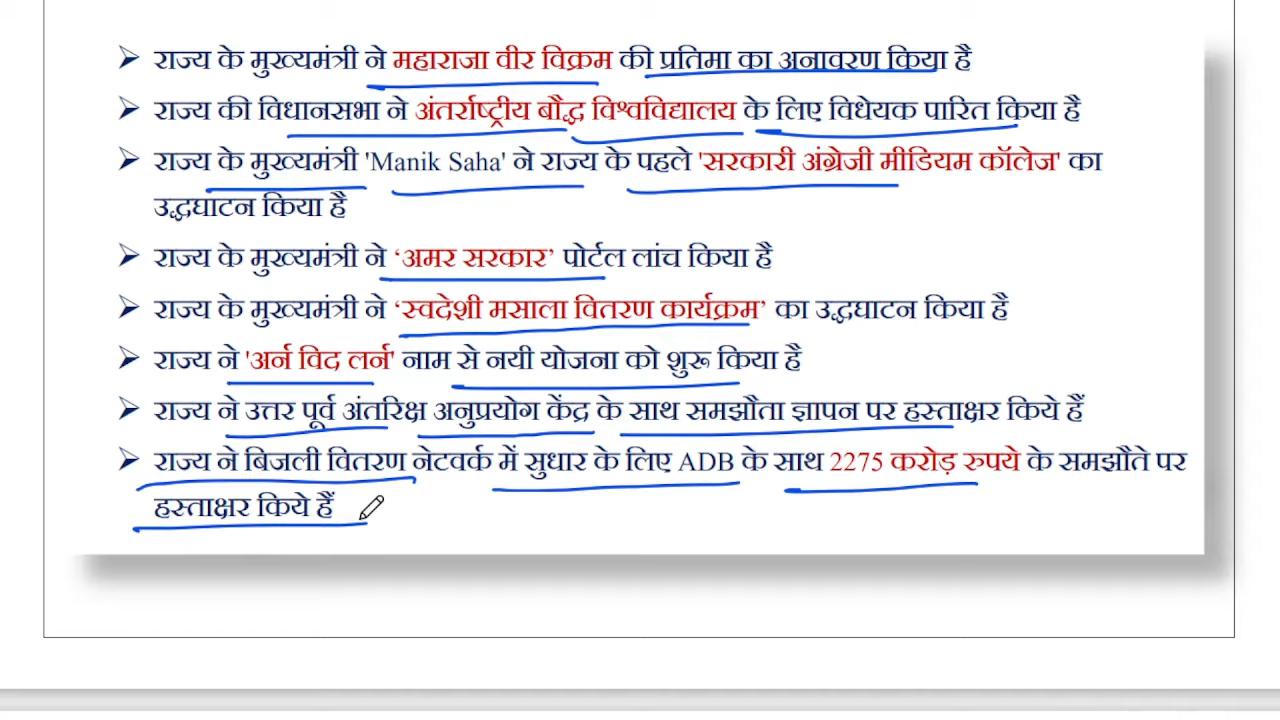 ➢ राज्य के मुख्यमंत्री ने महाराजा वीर विक्रम की प्रतिमा का अनावरण किया है
➢ राज्य की विधानसभा ने अंतर्राष्ट्रीय बौद्ध विश्वविद्यालय के लिए विधेयक पारित किया है
➢ राज्य के मुख्यमंत्री 'Manik Saha' ने राज्य के पहले 'सरकारी अंग्रेजी मीडियम कॉलेज' का
उद्धघाटन किया है
➢ राज्य के मुख्यमंत्री ने ‘अमर सरकार’ पोर्टल लांच किया है
➢ राज्य के मुख्यमंत्री ने ‘स्वदेशी मसाला वितरण कार्यक्रम’ का उद्धघाटन किया है
➢ राज्य ने 'अर्न विद लर्न' नाम से नयी योजना को शुरू किया है
➢ राज्य ने उत्तर पूर्व अंतरिक्ष अनुप्रयोग केंद्र के साथ समझौता ज्ञापन पर हस्ताक्षर किये हैं
➢ राज्य ने बिजली वितरण नेटवर्क में सुधार के लिए ADB के साथ 2275 करोड़ रुपये के समझौते पर
हस्ताक्षर किये हैं